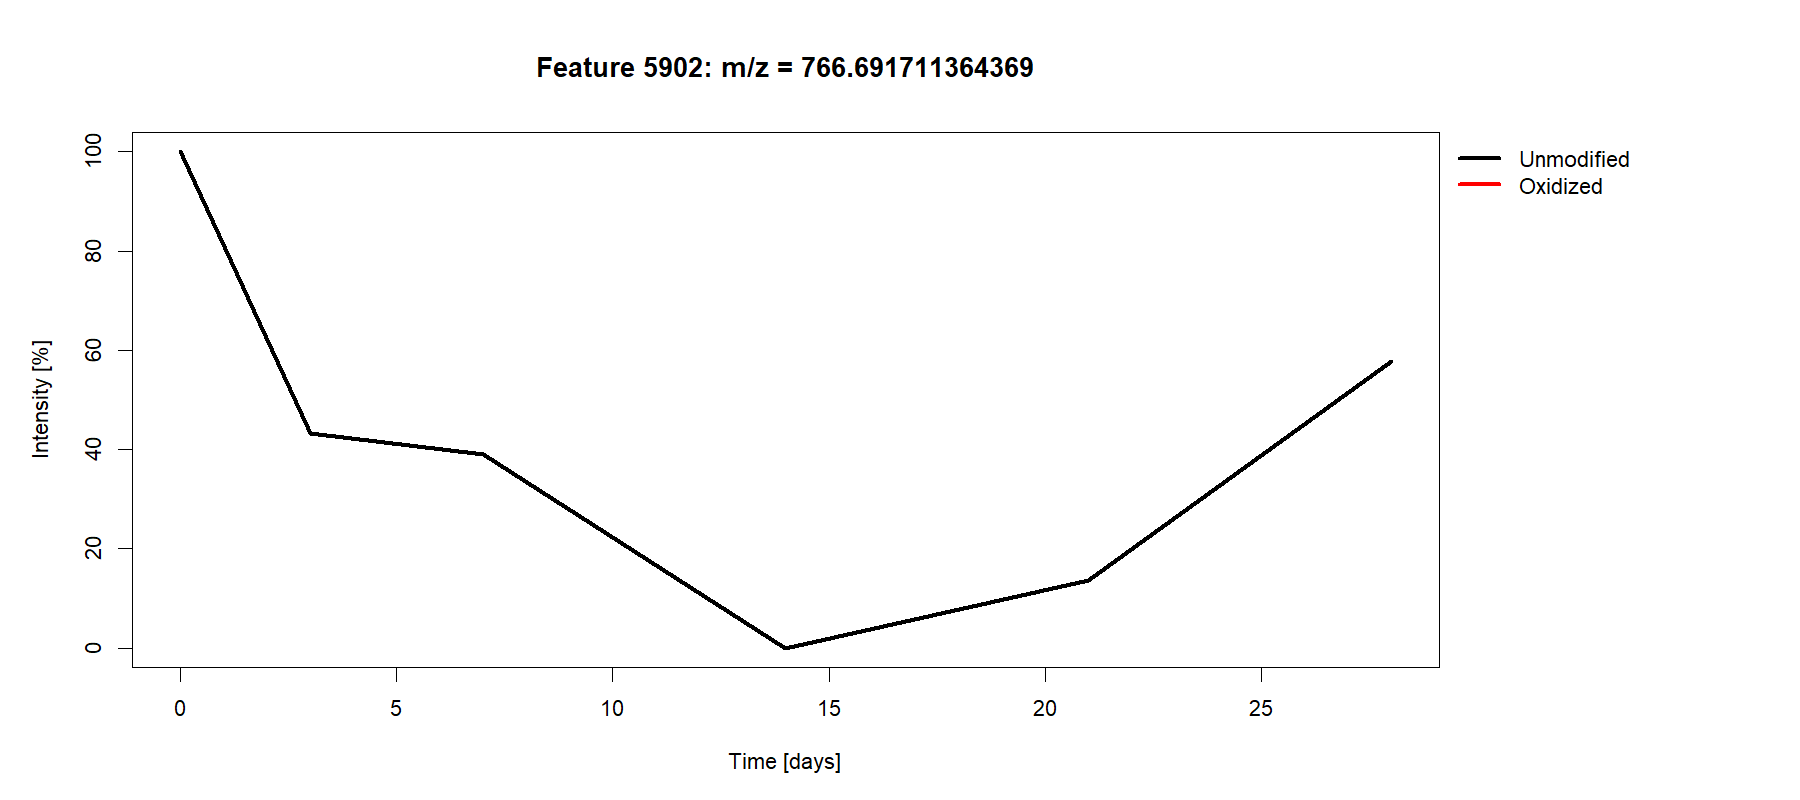 Feature 5902: m/z = 766.691711364369
100
80
60
40
20
0
Intensity [%]
0 5 10 15 20 25
Time [days]
Unmodified
Oxidized